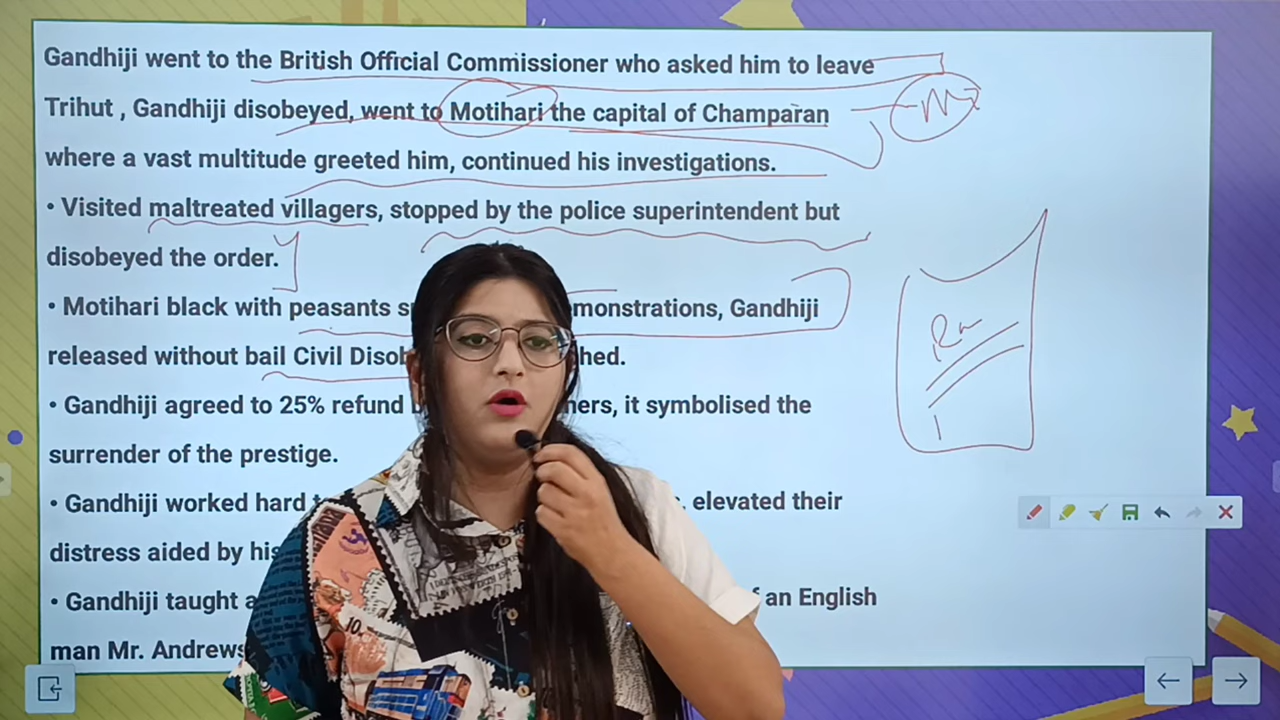 Gandhiji went to the British Official Commissioner who asked him to leave
Trihut , Gandhiji disobeyed, went to Motihari the capital of Champaran
M
where a vast multitude greeted him, continued his investigations.
• Visited maltreated villagers, stopped by the police superintendent but
disobeyed the order.
• Motihari black with peasants monstrations, Gandhiji
released without bail Civil Disob hed.
• Gandhiji agreed to 25% refund ers, it symbolised the
surrender of the prestige.
• Gandhiji worked hard elevated their
distress aided by his
• Gandhiji taught an English
man Mr. Andrews
10